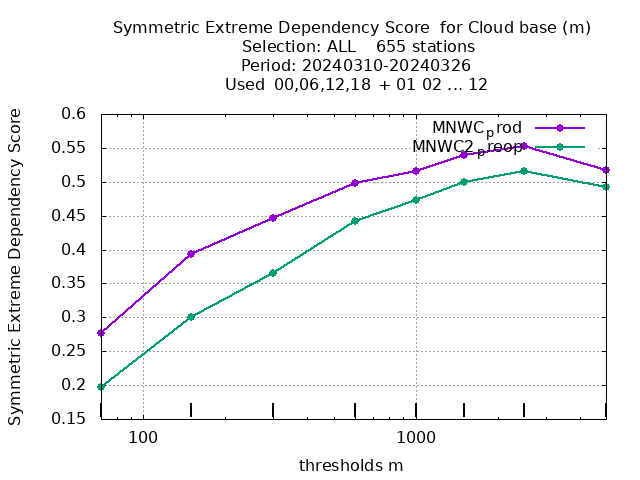 Symmetric Extreme Dependency Score for Cloud base (m)
Selection: ALL 655 stations
Period: 20240310-20240326
Used 00,06,12,18 + 01 02 ... 12
Symmetric Extreme Dependency Score
0.6
0.55
0.5
0.45
0.4
0.35
0.3
0.25
0.2
0.15
MNWCprod
MNWC2preop
100 1000
thresholds m